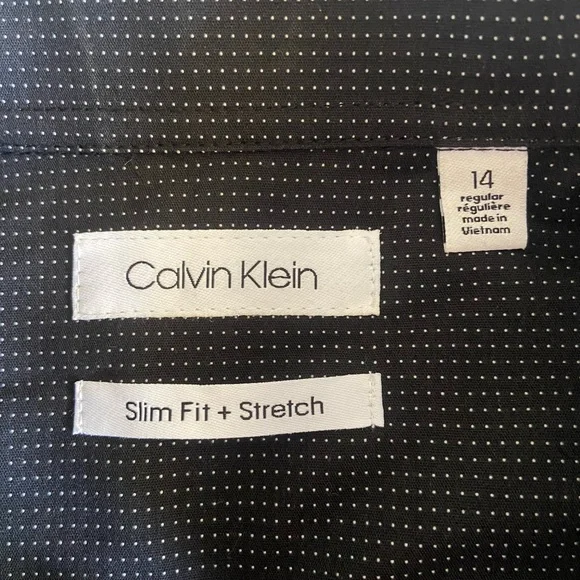 14
regular
régulière
made in
Vietnam
Calvin Klein
Slim Fit + Stretch